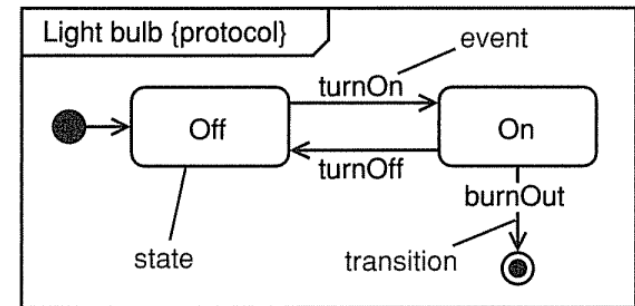 Light bulb {protocol}
event
turnOn
Off
On
turnOff
burnOut
state
transition